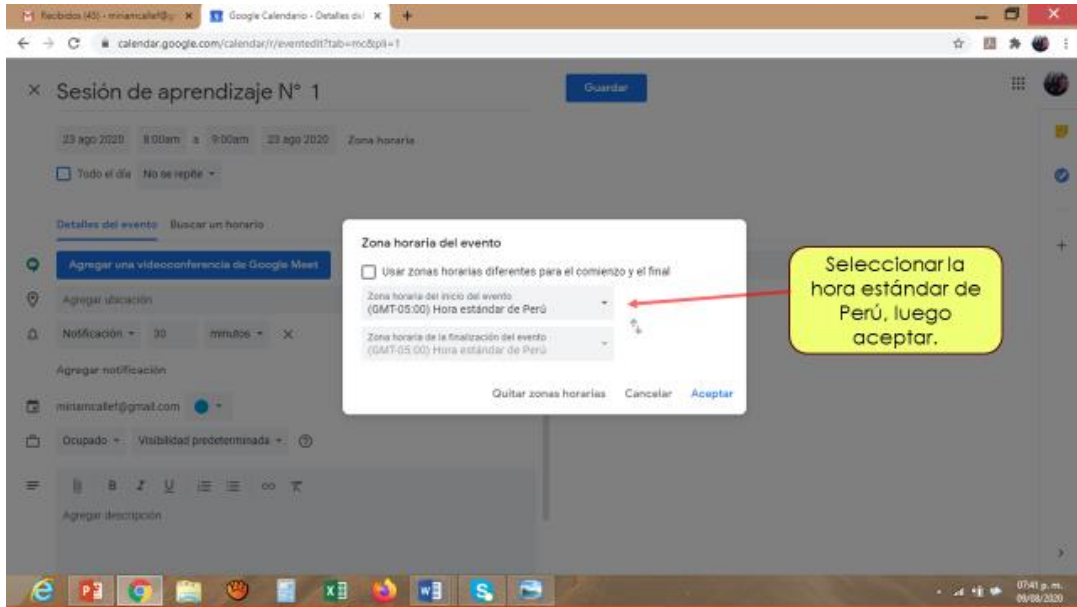 Recibidos (45) - miriamcallef@g
Google Calendario - Detalles del
calendar.google.com/calendar/r/eventedit?tab=mc&pli=1
Sesión de aprendizaje N° 1
Guardar
23 ago 2020 8:00am a 9:00am 23 ago 2020 Zona horaria
Todo el día No se repite
Detalles del evento Buscar un horario
Agregar una videoconferencia de Google Meet
Agregar ubicación
Notificación 30 minutos
Agregar notificación
miriamcallef@gmail.com
Ocupado Visibilidad predeterminada
B I U
Agregar descripción
Zona horaria del evento
Usar zonas horarias diferentes para el comienzo y el final
Zona horaria del inicio del evento
(GMT-05:00) Hora estándar de Perú
Zona horaria de la finalización del evento
(GMT-05:00) Hora estándar de Perú
Quitar zonas horarias Cancelar Aceptar
Seleccionar la
hora estándar de
Perú, luego
aceptar.
07:41 p. m.
09/08/2020